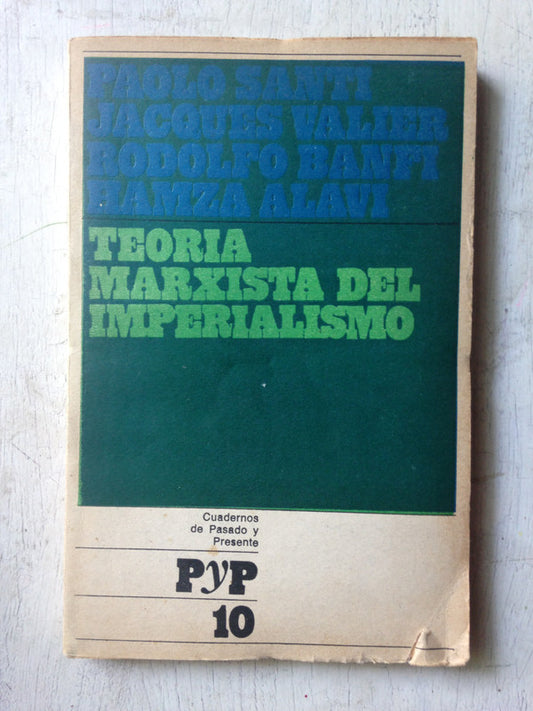 PAOLO SANTI
JACQUES VALIER
RODOLFO BANFI
HAMZA ALAVI
TEORIA
MARXISTA DEL
IMPERIALISMO
Cuadernos
de Pasado y
Presente
PyP
10